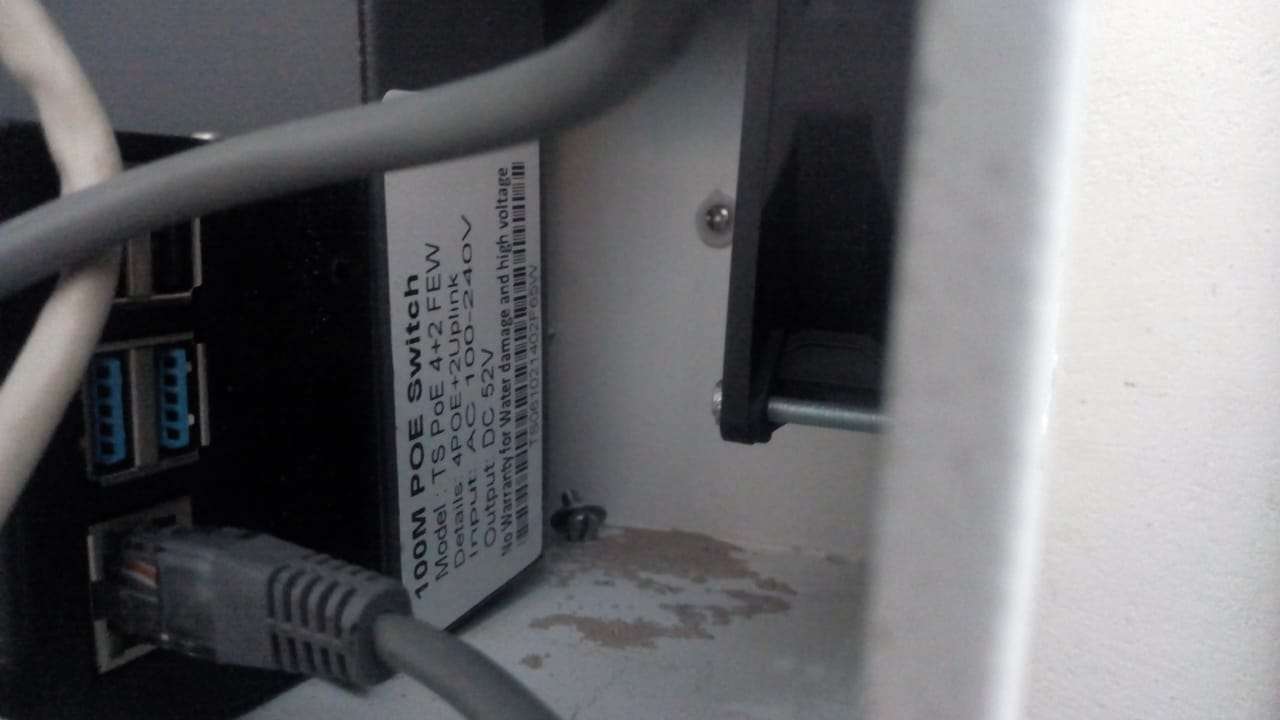 100M POE Switch
Model : TS PoE 4+2 FEW
Details: 4POE+2Uplink
Input: AC 100-240V
Output: DC 52V
No Warranty for Water damage and high voltage
TS061021402F65W